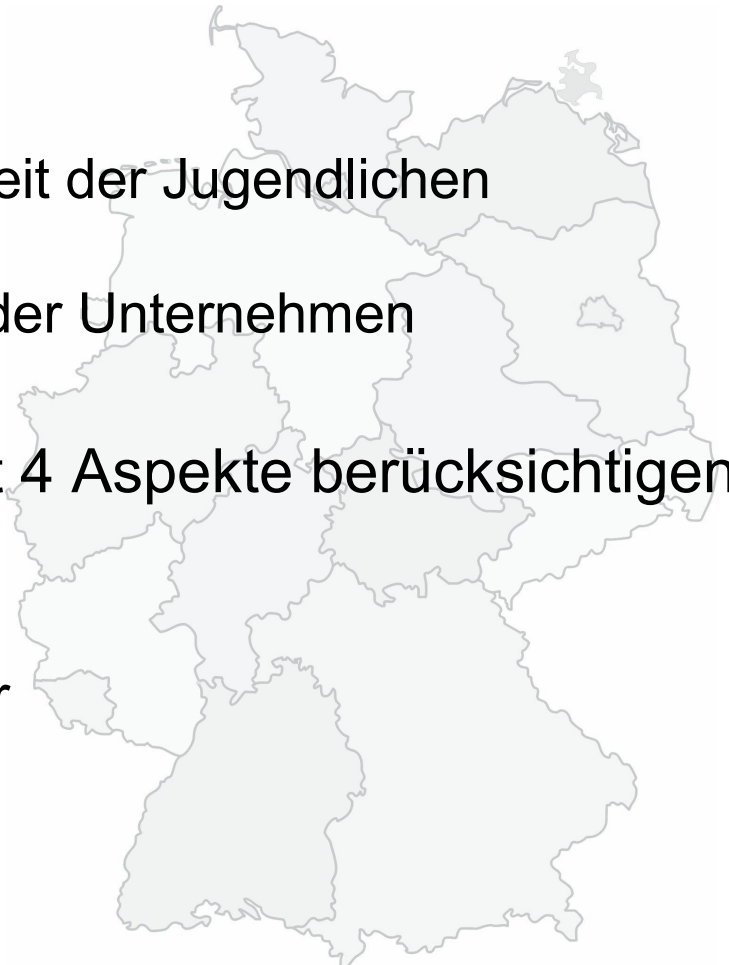 eit der Jugendlichen
der Unternehmen
t 4 Aspekte berücksichtigen
r